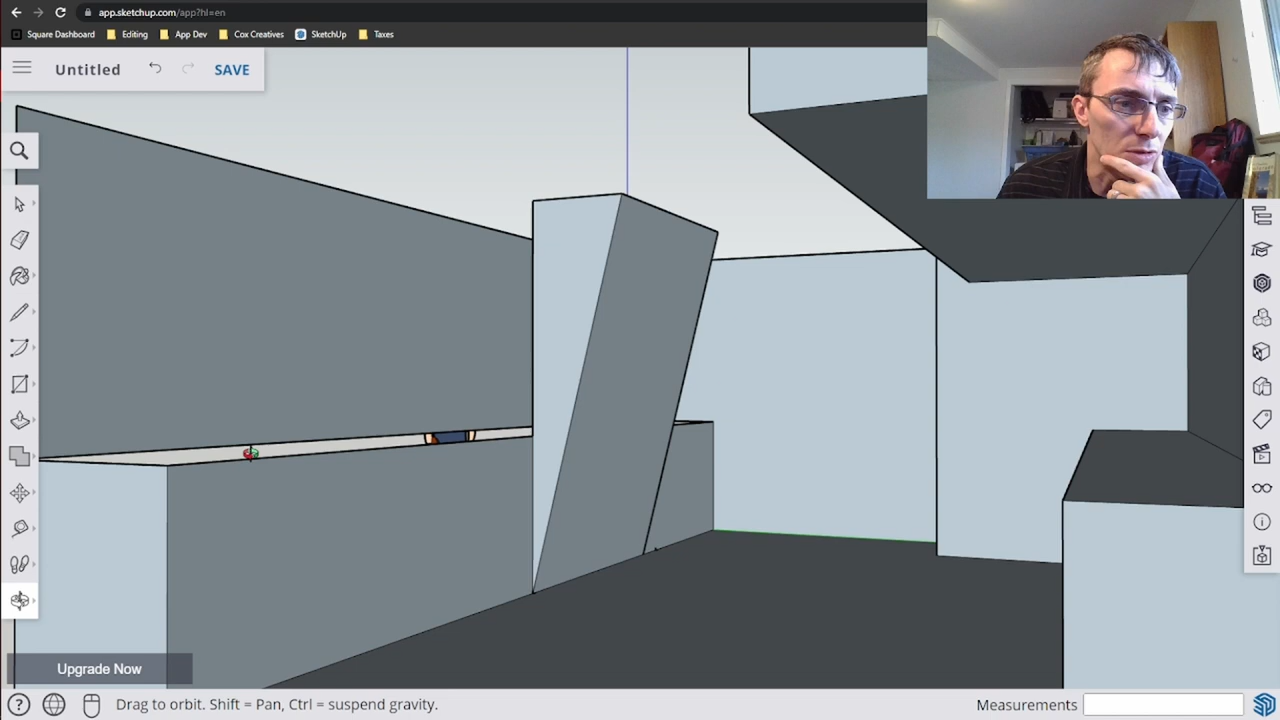 app.sketchup.com/app?hl=en
Square Dashboard Editing App Dev Cox Creatives SketchUp Taxes
Untitled SAVE
Upgrade Now
Drag to orbit. Shift = Pan, Ctrl = suspend gravity. Measurements